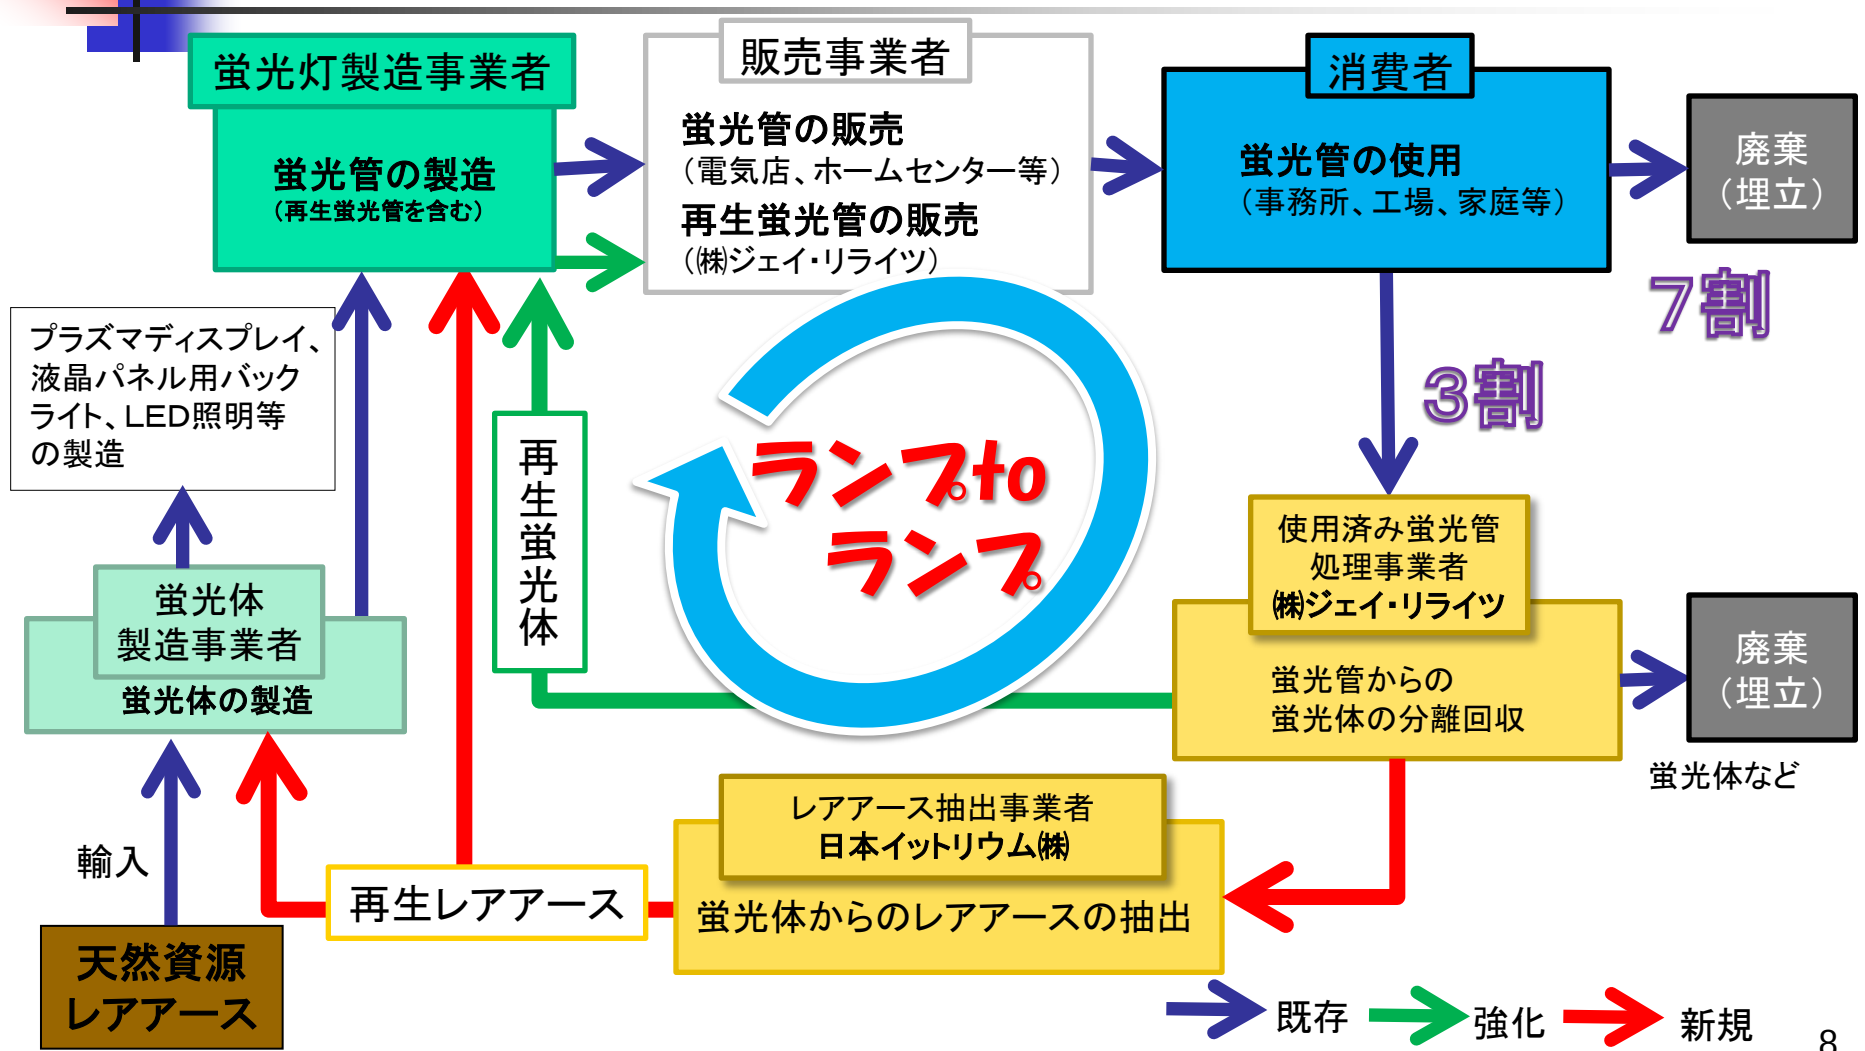 蛍光灯製造事業者
蛍光管の製造
（再生蛍光管を含む）
販売事業者
蛍光管の販売
（電気店、ホームセンター等）
再生蛍光管の販売
（㈱ジェイ・リライツ）
消費者
蛍光管の使用
（事務所、工場、家庭等）
廃棄
（埋立）
７割
３割
プラズマディスプレイ、
液晶パネル用バック
ライト、LED照明等
の製造
再生蛍光体
ランプto
ランプ
使用済み蛍光管
処理事業者
㈱ジェイ・リライツ
蛍光管からの
蛍光体の分離回収
廃棄
（埋立）
蛍光体など
蛍光体
製造事業者
蛍光体の製造
レアアース抽出事業者
日本イットリウム㈱
蛍光体からのレアアースの抽出
再生レアアース
輸入
天然資源
レアアース
既存
強化
新規
8